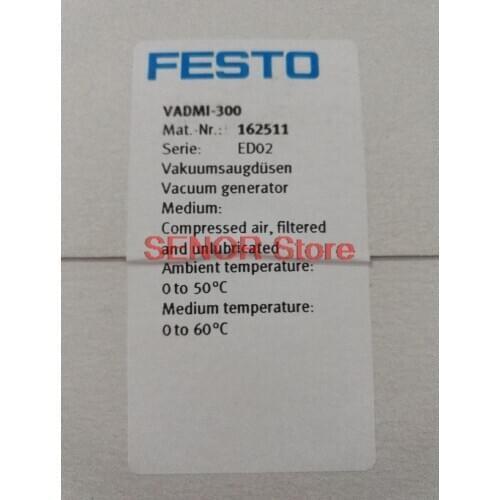 FESTO
VADMI-300
Mat.-Nr.: 162511
Serie: ED02
Vakuumsaugdüsen
Vacuum generator
Medium:
Compressed air, filtered
and unlubricated
SENOR Store
Ambient temperature:
0 to 50°C
Medium temperature:
0 to 60°C